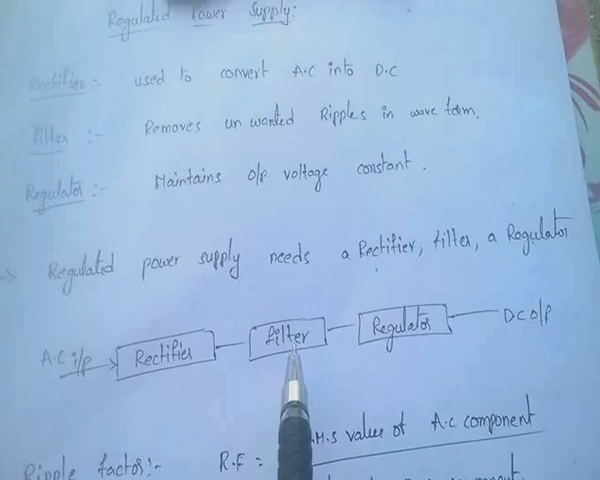 Regulated Power Supply:
Rectifier:- used to convert A.C into D.C
filter :- Removes un wanted Ripples in wave form.
Regulator:- Maintains o/p voltage constant.
→ Regulated power supply needs a Rectifier, filter, a Regulator
A.C i/p Rectifier filter Regulator DC O/P
Ripple factor:- R.F = .M.S value of A.C component